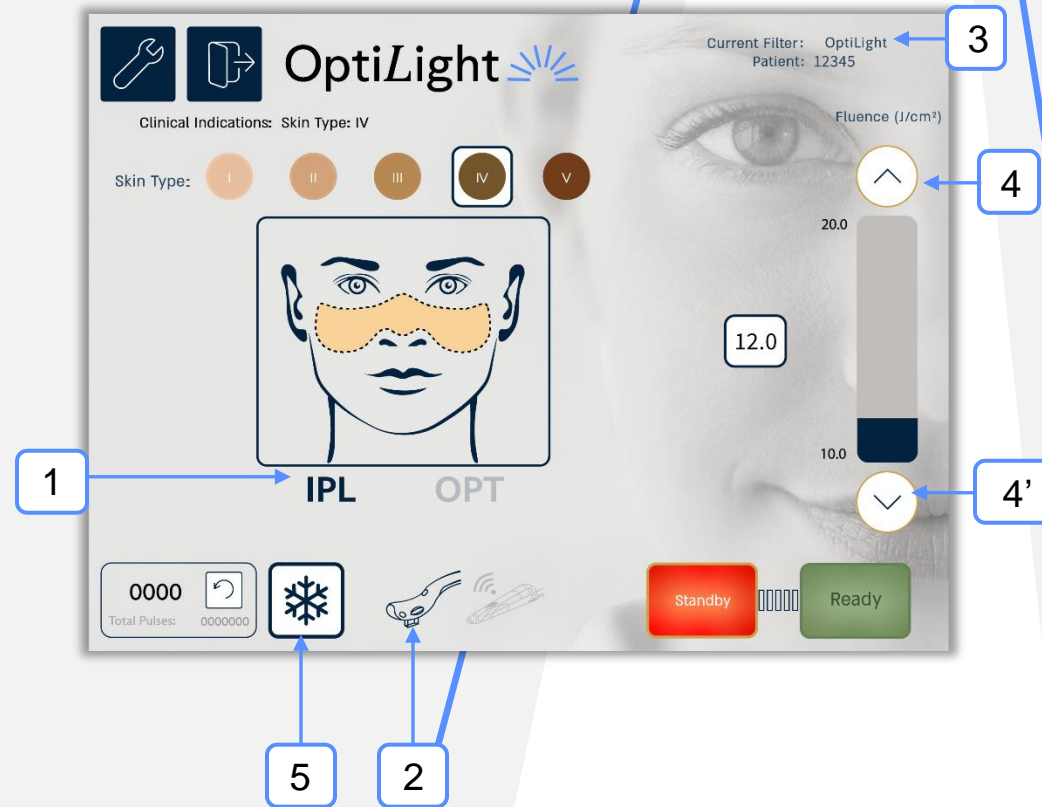 OptiLight
Current Filter: OptiLight
Patient: 12345
3
Clinical Indications: Skin Type: IV
Fluence (J/cm²)
Skin Type: I II III IV V
4
20.0
12.0
10.0
1
IPL OPT
4’
0000
Total Pulses: 0000000
Standby
Ready
5
2